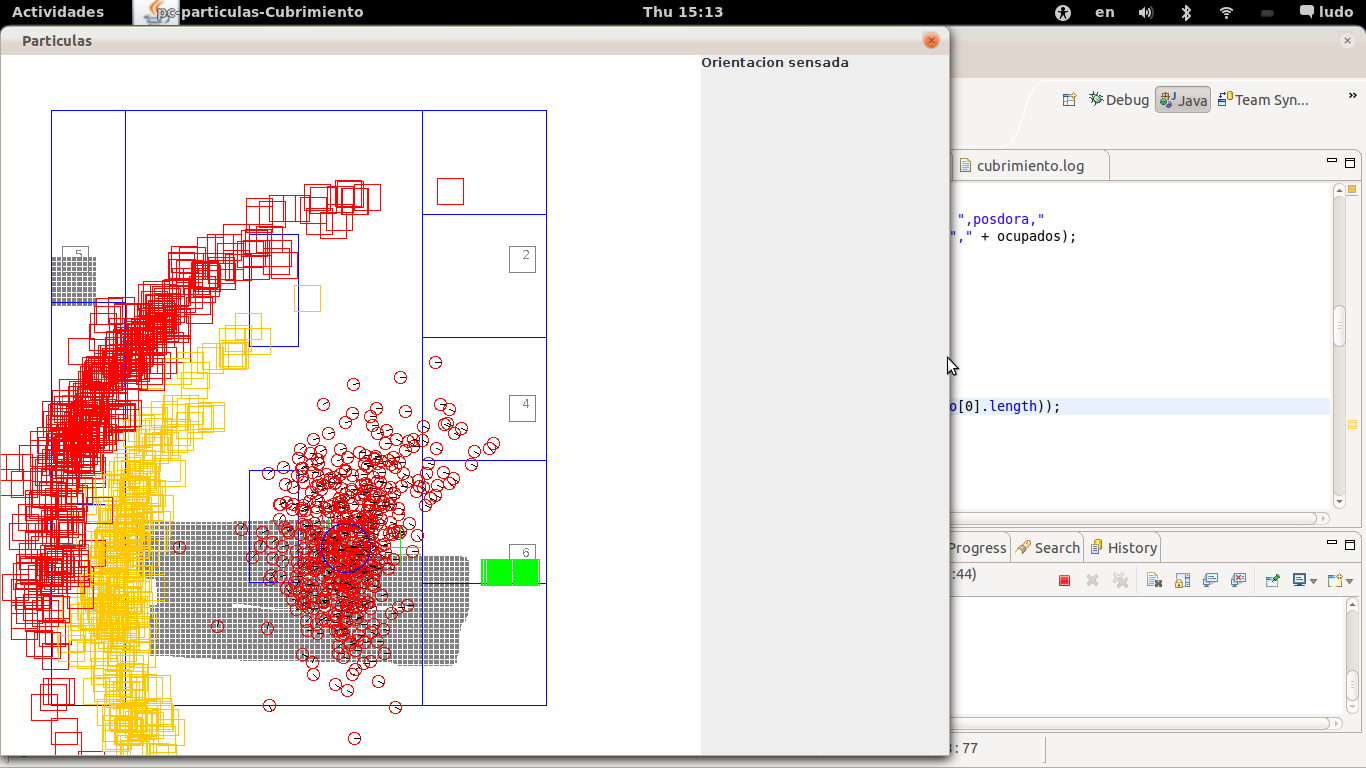 Actividades
pc-particulas-Cubrimiento
Thu 15:13
en
ludo
Particulas
Orientacion sensada
Debug
Java
Team Syn...
»
cubrimiento.log
",posdora,"
"," + ocupados);
o[0].length));
5
2
4
6
Progress
Search
History
:44)
: 77